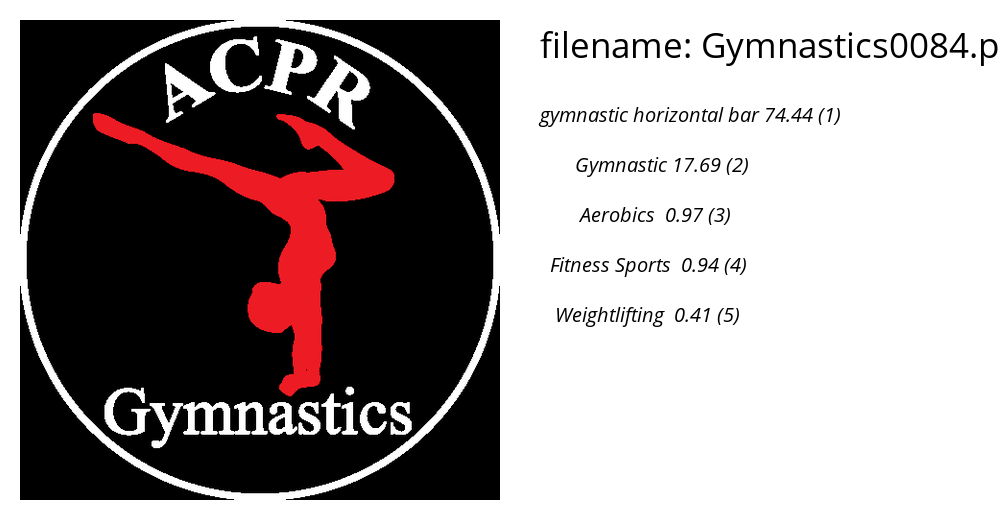 ACPR
Gymnastics
filename: Gymnastics0084.p
gymnastic horizontal bar 74.44 (1)
Gymnastic 17.69 (2)
Aerobics 0.97 (3)
Fitness Sports 0.94 (4)
Weightlifting 0.41 (5)